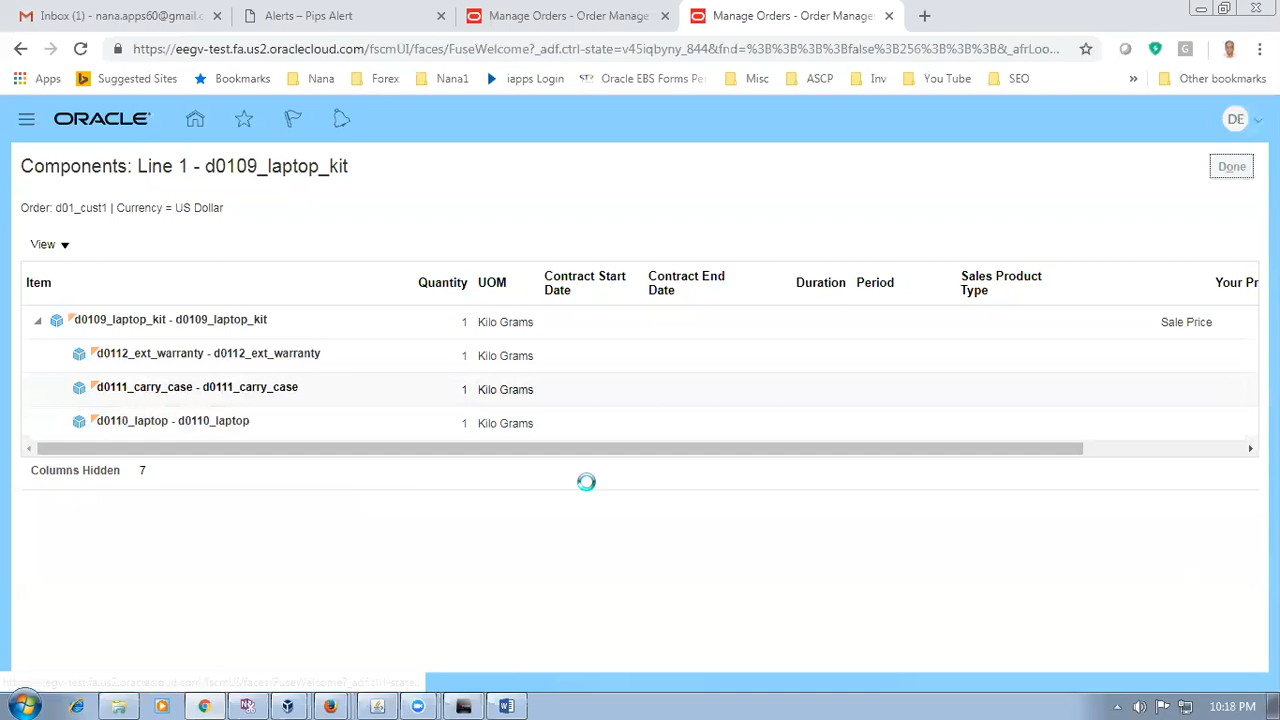 Inbox (1) - nana.apps60@gmail.c
Alerts – Pips Alert
Manage Orders - Order Manage
Manage Orders - Order Manage
https://eegv-test.fa.us2.oraclecloud.com/fscmUI/faces/FuseWelcome?_adf.ctrl-state=v45iqbyny_844&fnd=%3B%3B%3B%3Bfalse%3B256%3B%3B%3B&_afrLoo...
Apps
Suggested Sites
Bookmarks
Nana
Forex
Nana1
iapps Login
Oracle EBS Forms Pe
Misc
ASCP
Inv
You Tube
SEO
»
Other bookmarks
ORACLE
DE
Components: Line 1 - d0109_laptop_kit
Done
Order: d01_cust1 | Currency = US Dollar
View
Item Quantity UOM Contract Start Date Contract End Date Duration Period Sales Product Type Your Pr
d0109_laptop_kit - d0109_laptop_kit 1 Kilo Grams Sale Price
d0112_ext_warranty - d0112_ext_warranty 1 Kilo Grams
d0111_carry_case - d0111_carry_case 1 Kilo Grams
d0110_laptop - d0110_laptop 1 Kilo Grams
Columns Hidden 7
10:18 PM